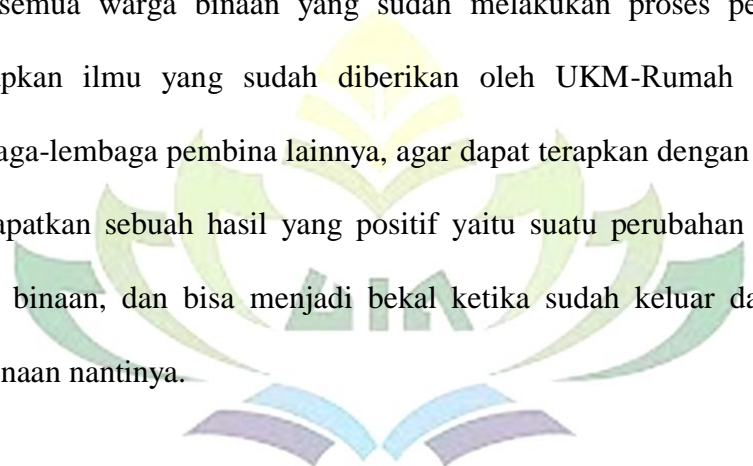 semua warga binaan yang sudah melakukan proses pe
pkan ilmu yang sudah diberikan oleh UKM-Rumah
aga-lembaga pembina lainnya, agar dapat terapkan dengan
apatkan sebuah hasil yang positif yaitu suatu perubahan
binaan, dan bisa menjadi bekal ketika sudah keluar da
naan nantinya.